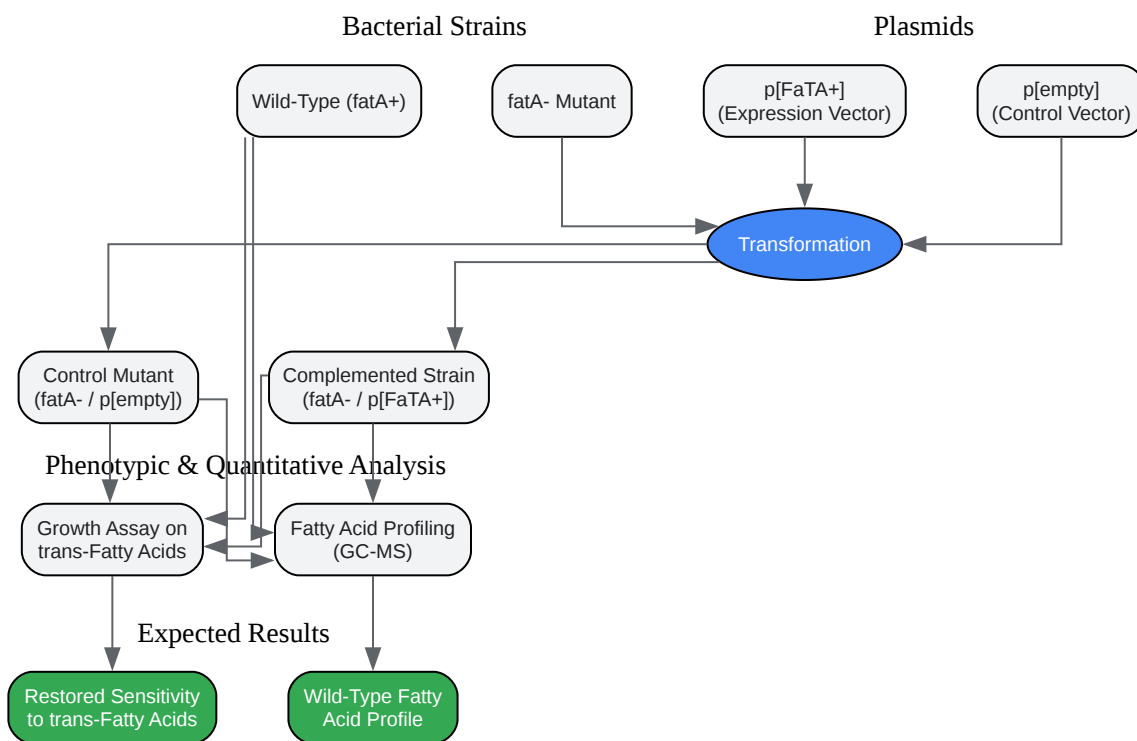 Bacterial Strains
Plasmids
Wild-Type (fatA+)
fatA- Mutant
p[FaTA+]
(Expression Vector)
p[empty]
(Control Vector)
Transformation
Control Mutant
(fatA- / p[empty])
Complemented Strain
(fatA- / p[FaTA+])
Phenotypic & Quantitative Analysis
Growth Assay on
trans-Fatty Acids
Fatty Acid Profiling
(GC-MS)
Expected Results
Restored Sensitivity
to trans-Fatty Acids
Wild-Type Fatty
Acid Profile